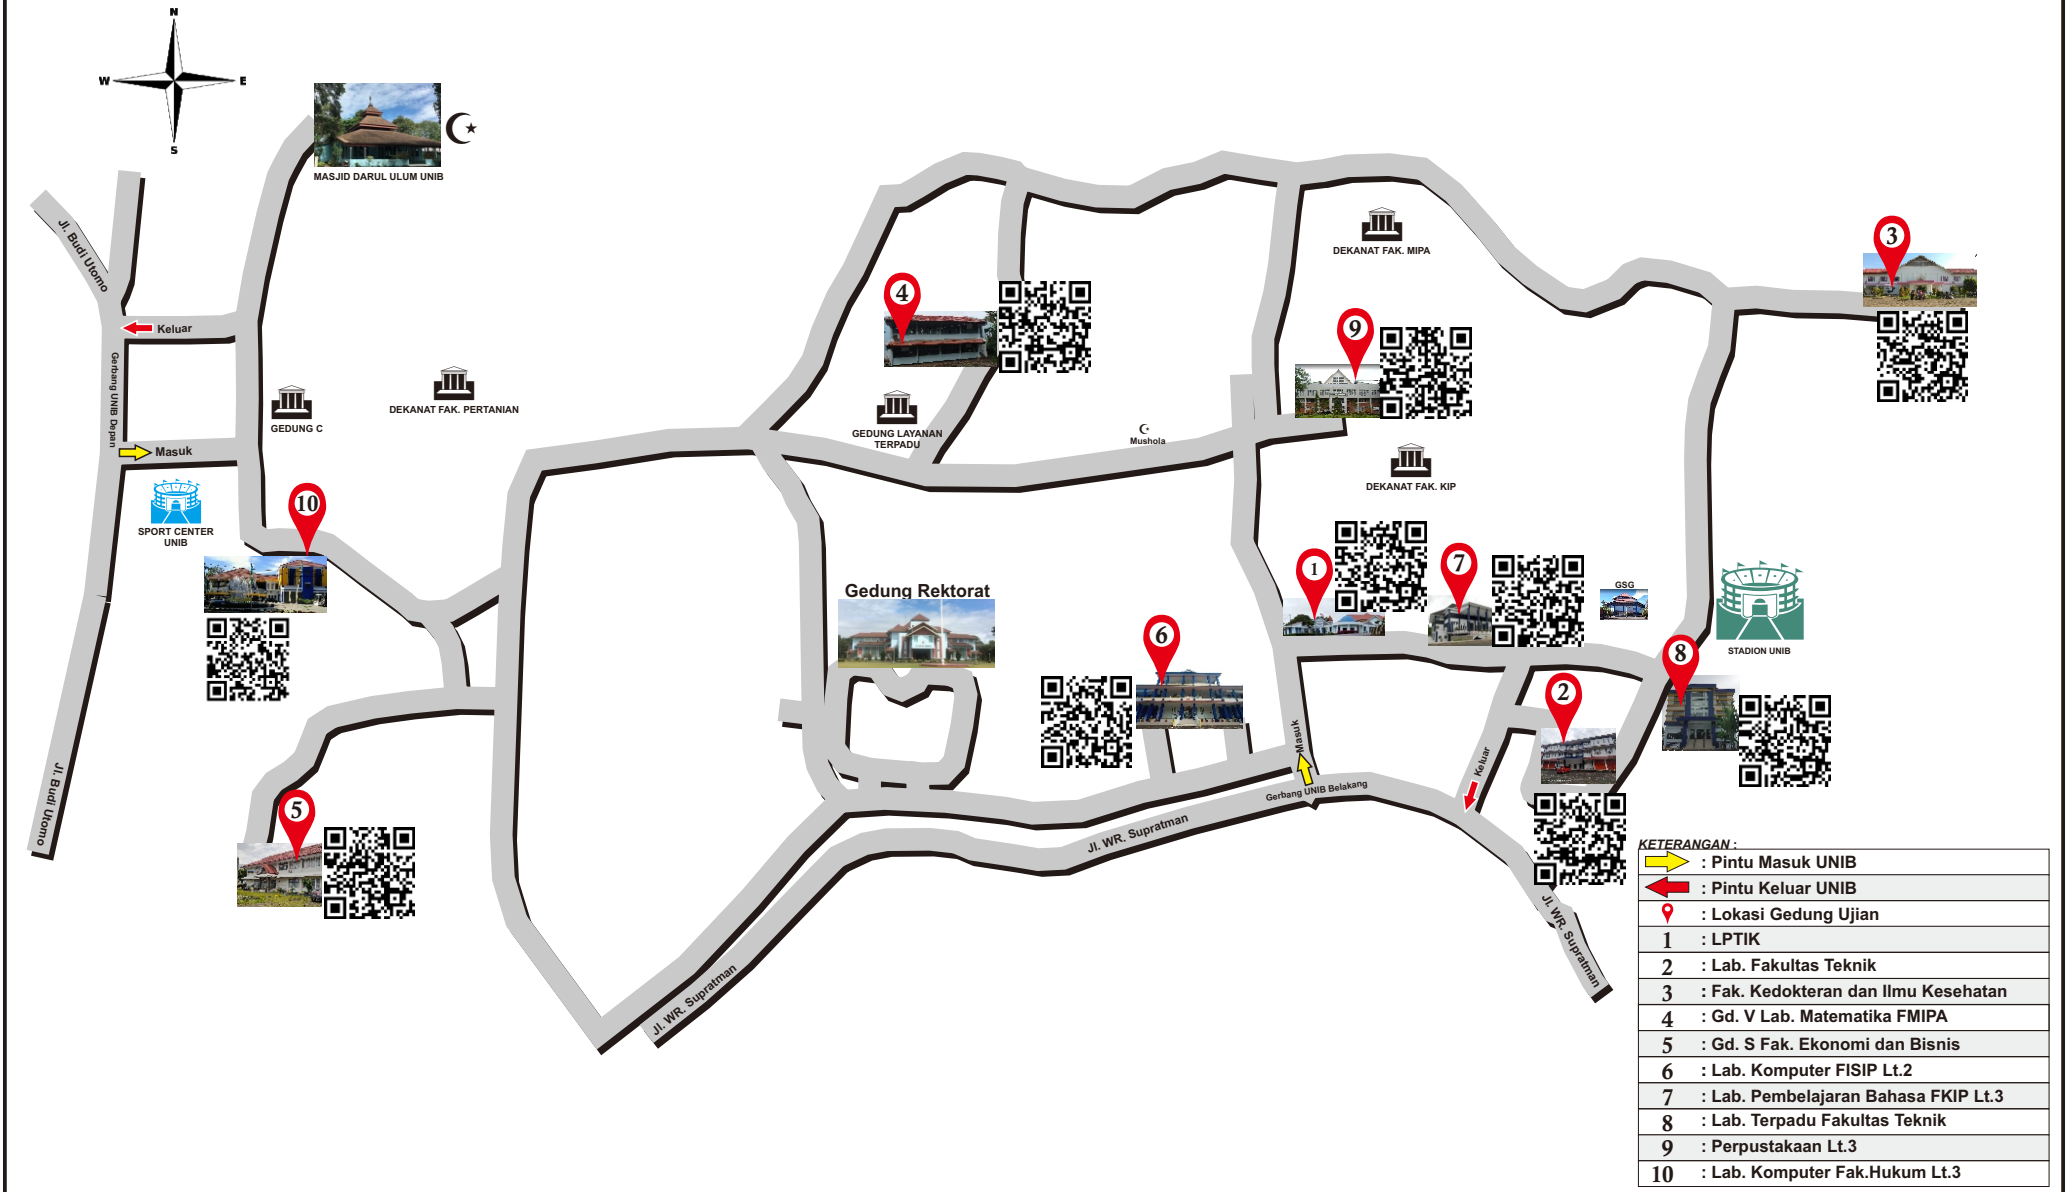 N
W
E
S
MASJID DARUL ULUM UNIB
Jl. Budi Utomo
Keluar
Gerbang UNIB Depan
Masuk
GEDUNG C
DEKANAT FAK. PERTANIAN
SPORT CENTER
UNIB
10
Jl. Budi Utomo
5
4
GEDUNG LAYANAN
TERPADU
Mushola
DEKANAT FAK. MIPA
3
9
DEKANAT FAK. KIP
1
7
GSG
STADION UNIB
Gedung Rektorat
6
8
2
Masuk
Keluar
Gerbang UNIB Belakang
Jl. WR. Supratman
Jl. WR. Supratman
Jl. WR. Supratman
KETERANGAN :
: Pintu Masuk UNIB
: Pintu Keluar UNIB
: Lokasi Gedung Ujian
1 : LPTIK
2 : Lab. Fakultas Teknik
3 : Fak. Kedokteran dan Ilmu Kesehatan
4 : Gd. V Lab. Matematika FMIPA
5 : Gd. S Fak. Ekonomi dan Bisnis
6 : Lab. Komputer FISIP Lt.2
7 : Lab. Pembelajaran Bahasa FKIP Lt.3
8 : Lab. Terpadu Fakultas Teknik
9 : Perpustakaan Lt.3
10 : Lab. Komputer Fak.Hukum Lt.3